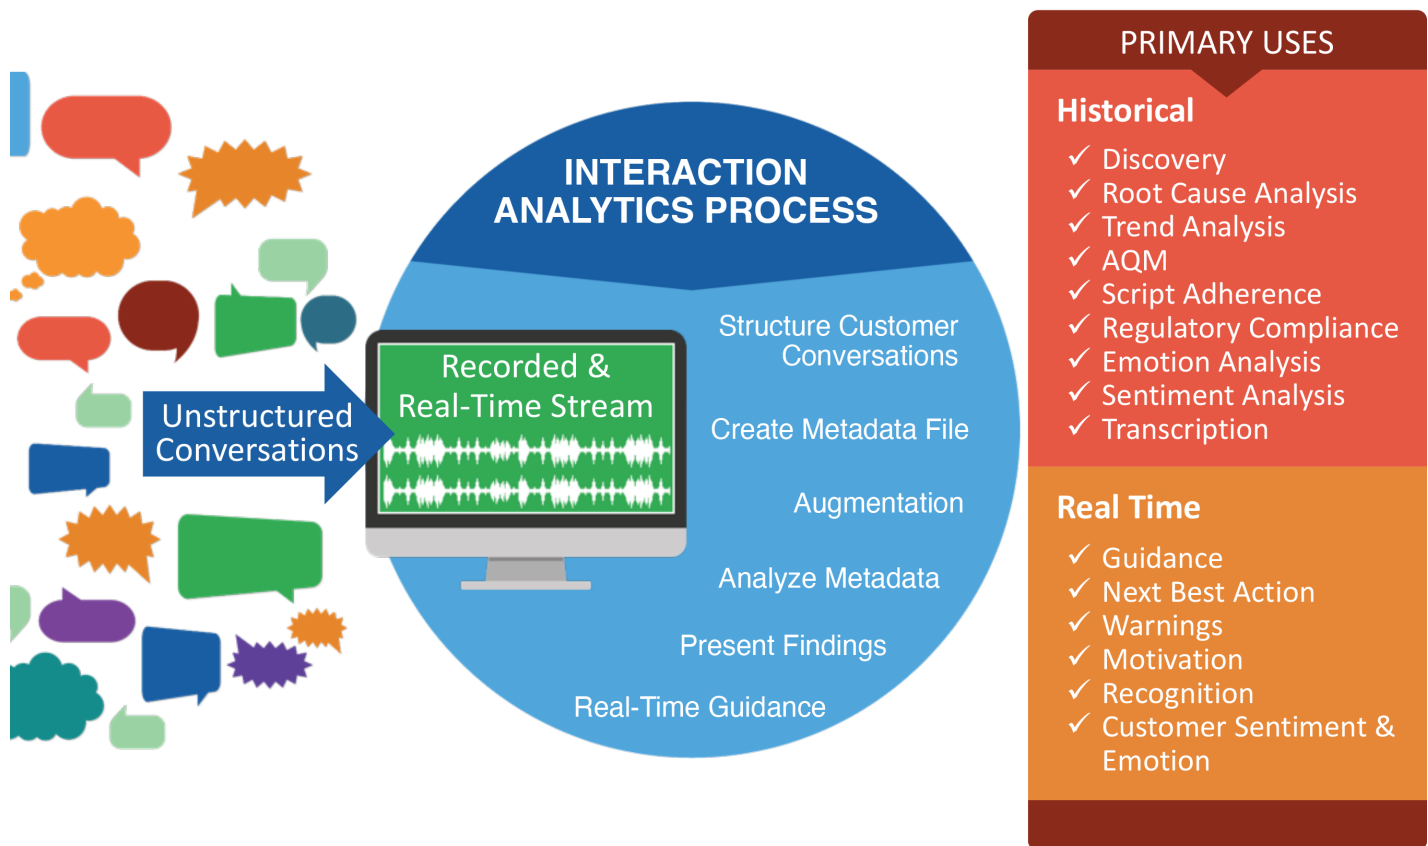 Unstructured
Conversations
Recorded &
Real-Time Stream
INTERACTION
ANALYTICS PROCESS
Structure Customer
Conversations
Create Metadata File
Augmentation
Analyze Metadata
Present Findings
Real-Time Guidance
PRIMARY USES
Historical
✓ Discovery
✓ Root Cause Analysis
✓ Trend Analysis
✓ AQM
✓ Script Adherence
✓ Regulatory Compliance
✓ Emotion Analysis
✓ Sentiment Analysis
✓ Transcription
Real Time
✓ Guidance
✓ Next Best Action
✓ Warnings
✓ Motivation
✓ Recognition
✓ Customer Sentiment &
Emotion